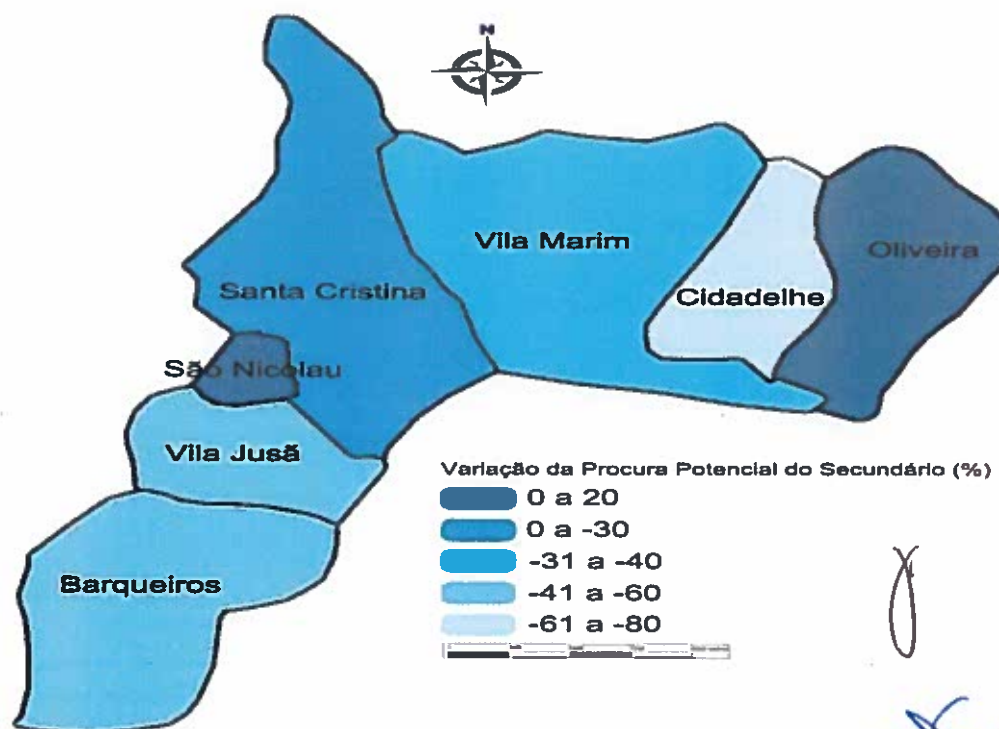 N
Vila Marim
Oliveira
Santa Cristina
Cidadelhe
São Nicolau
Vila Jusã
Barqueiros
Variação da Procura Potencial do Secundário (%)
0 a 20
0 a -30
-31 a -40
-41 a -60
-61 a -80